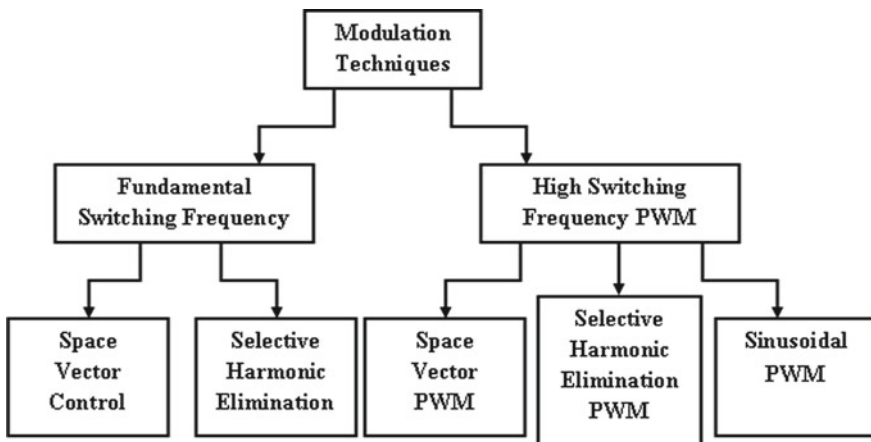 Modulation
Techniques
Fundamental
Switching Frequency
High Switching
Frequency PWM
Space
Vector
Control
Selective
Harmonic
Elimination
Space
Vector
PWM
Selective
Harmonic
Elimination
PWM
Sinusoidal
PWM